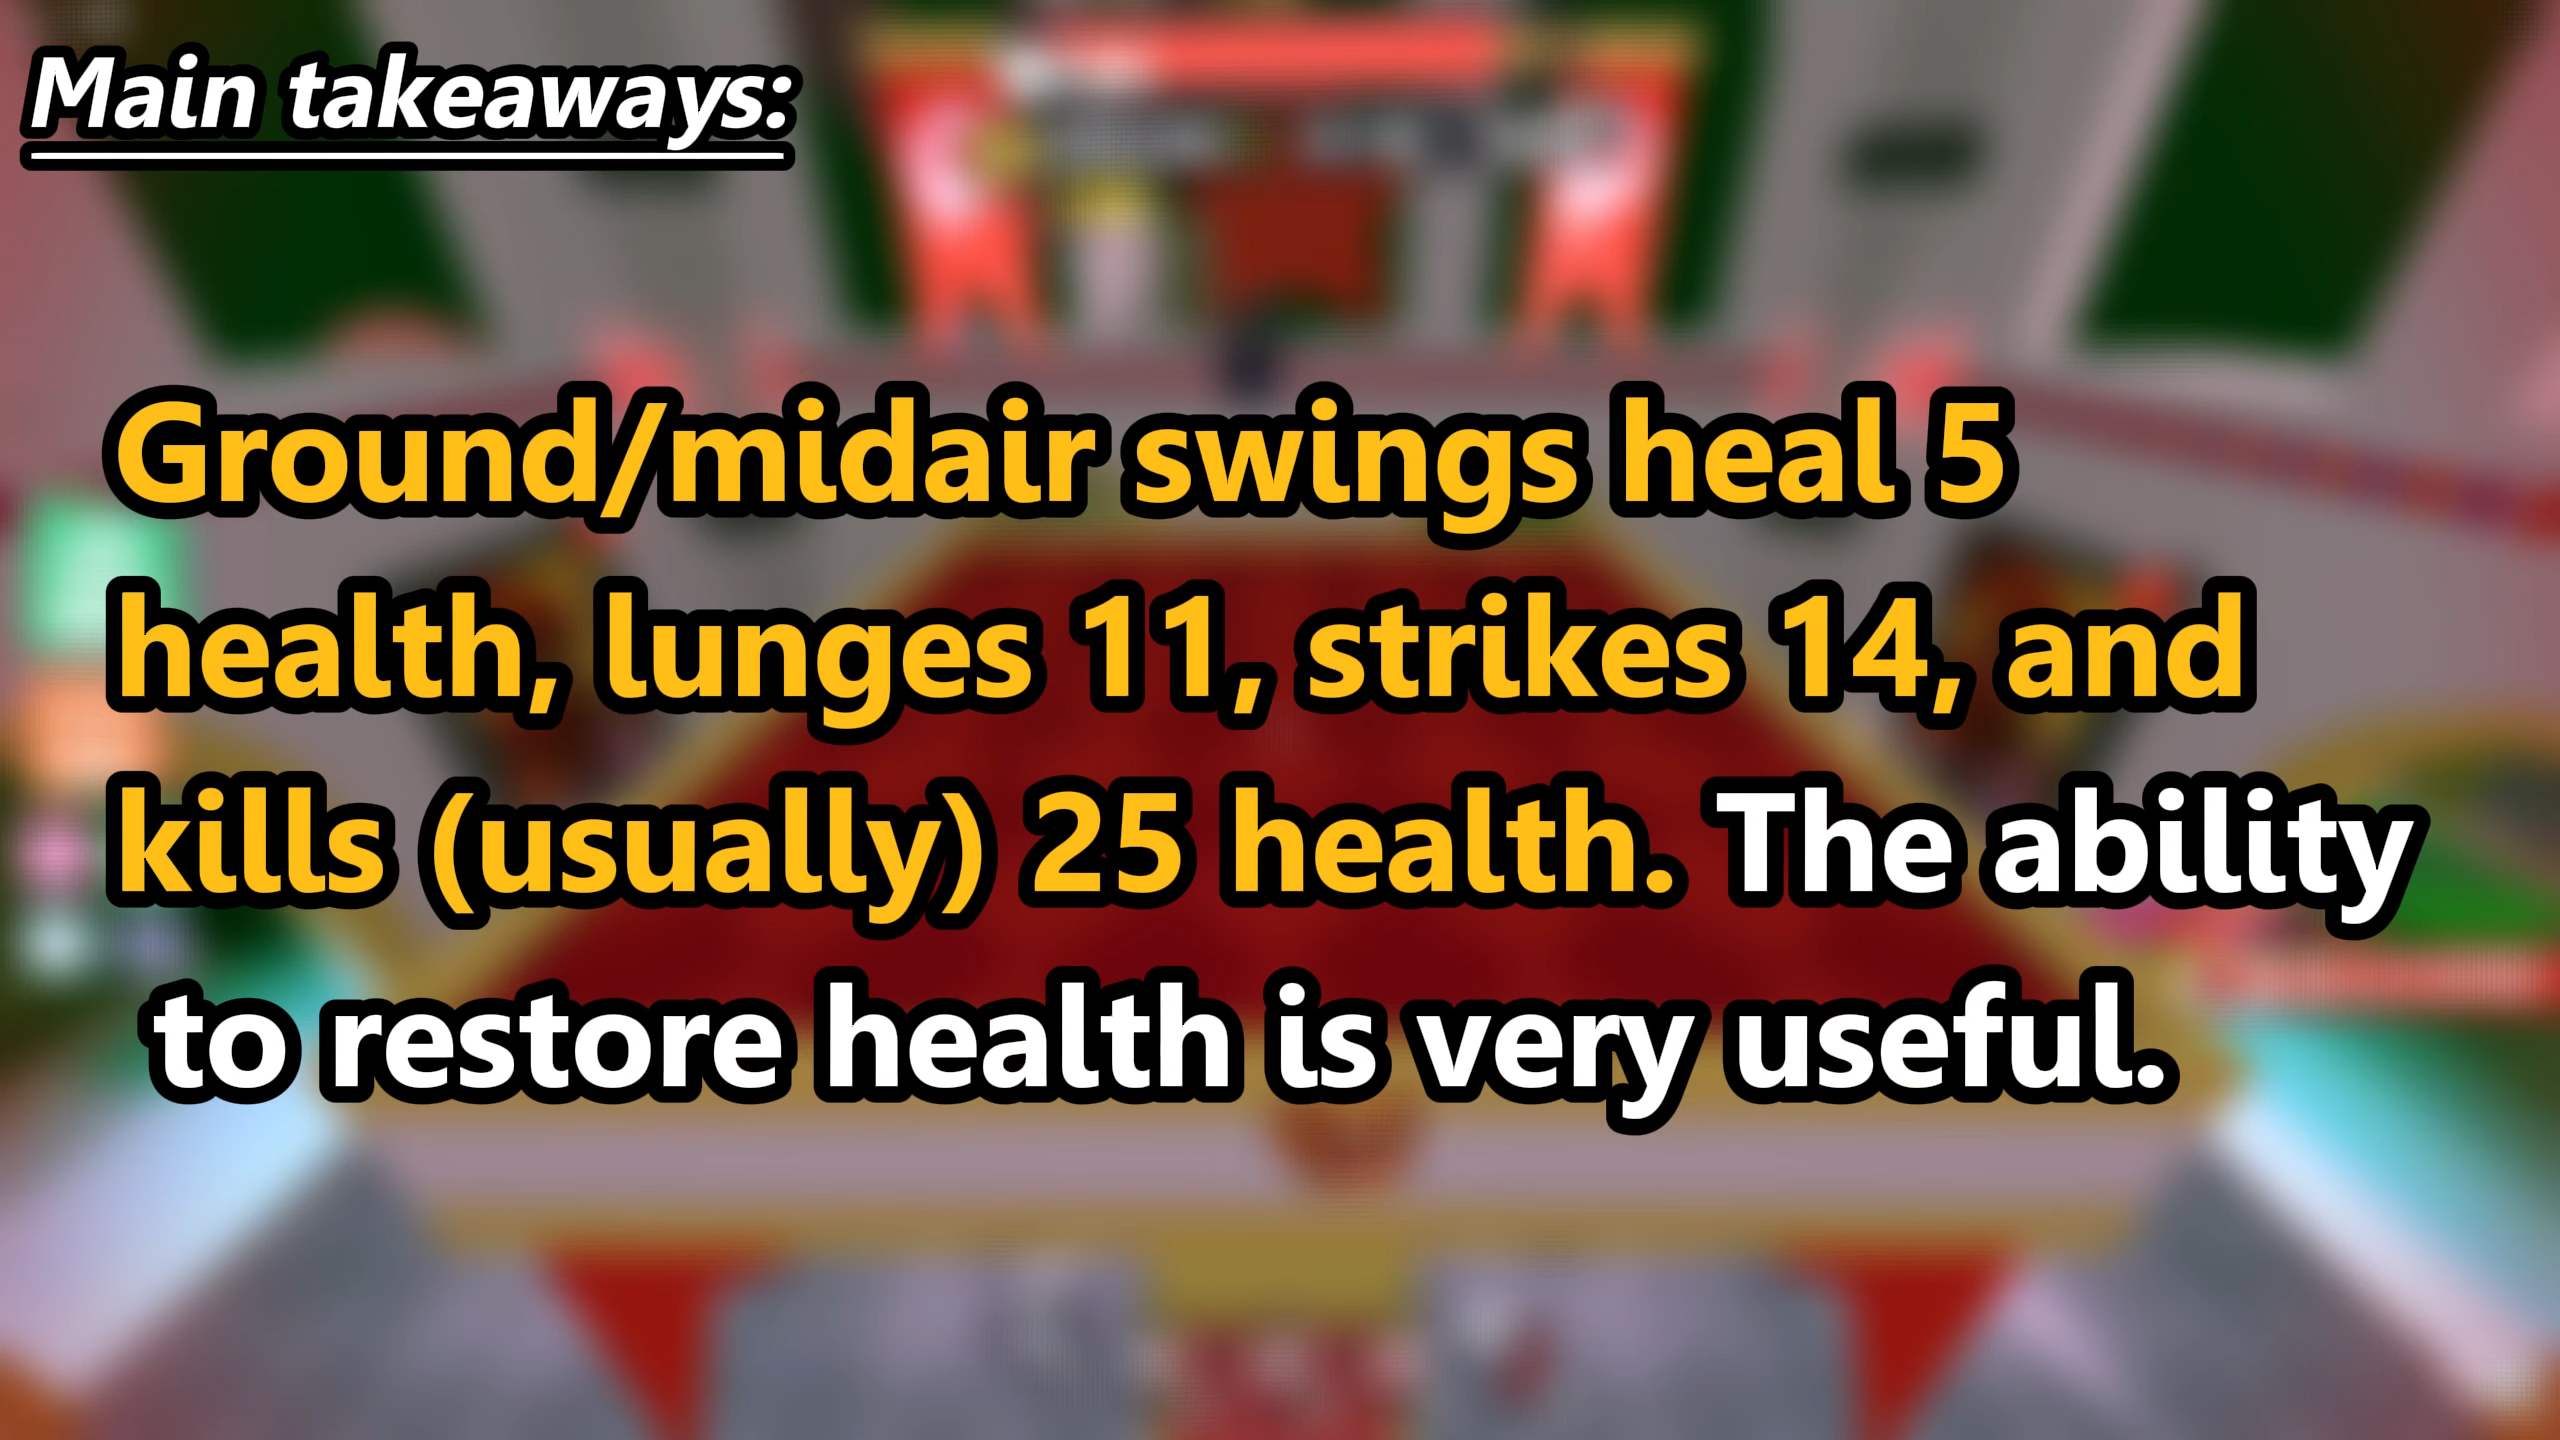 Main takeaways:
Ground/midair swings heal 5
health, lunges 11, strikes 14, and
kills (usually) 25 health. The ability
to restore health is very useful.